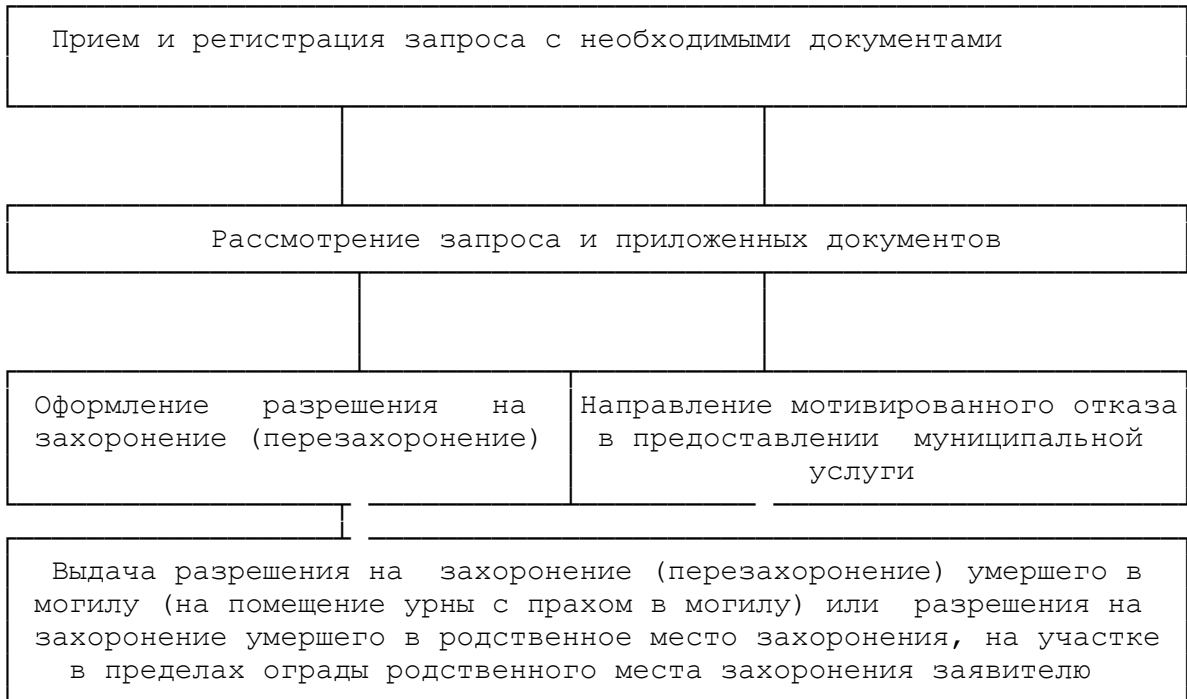 Прием и регистрация запроса с необходимыми документами
Рассмотрение запроса и приложенных документов
Оформление разрешения на
захоронение (перезахоронение)
Направление мотивированного отказа
в предоставлении муниципальной
услуги
Выдача разрешения на захоронение (перезахоронение) умершего в
могилу (на помещение урны с прахом в могилу) или разрешения на
захоронение умершего в родственное место захоронения, на участке
в пределах ограды родственного места захоронения заявителю